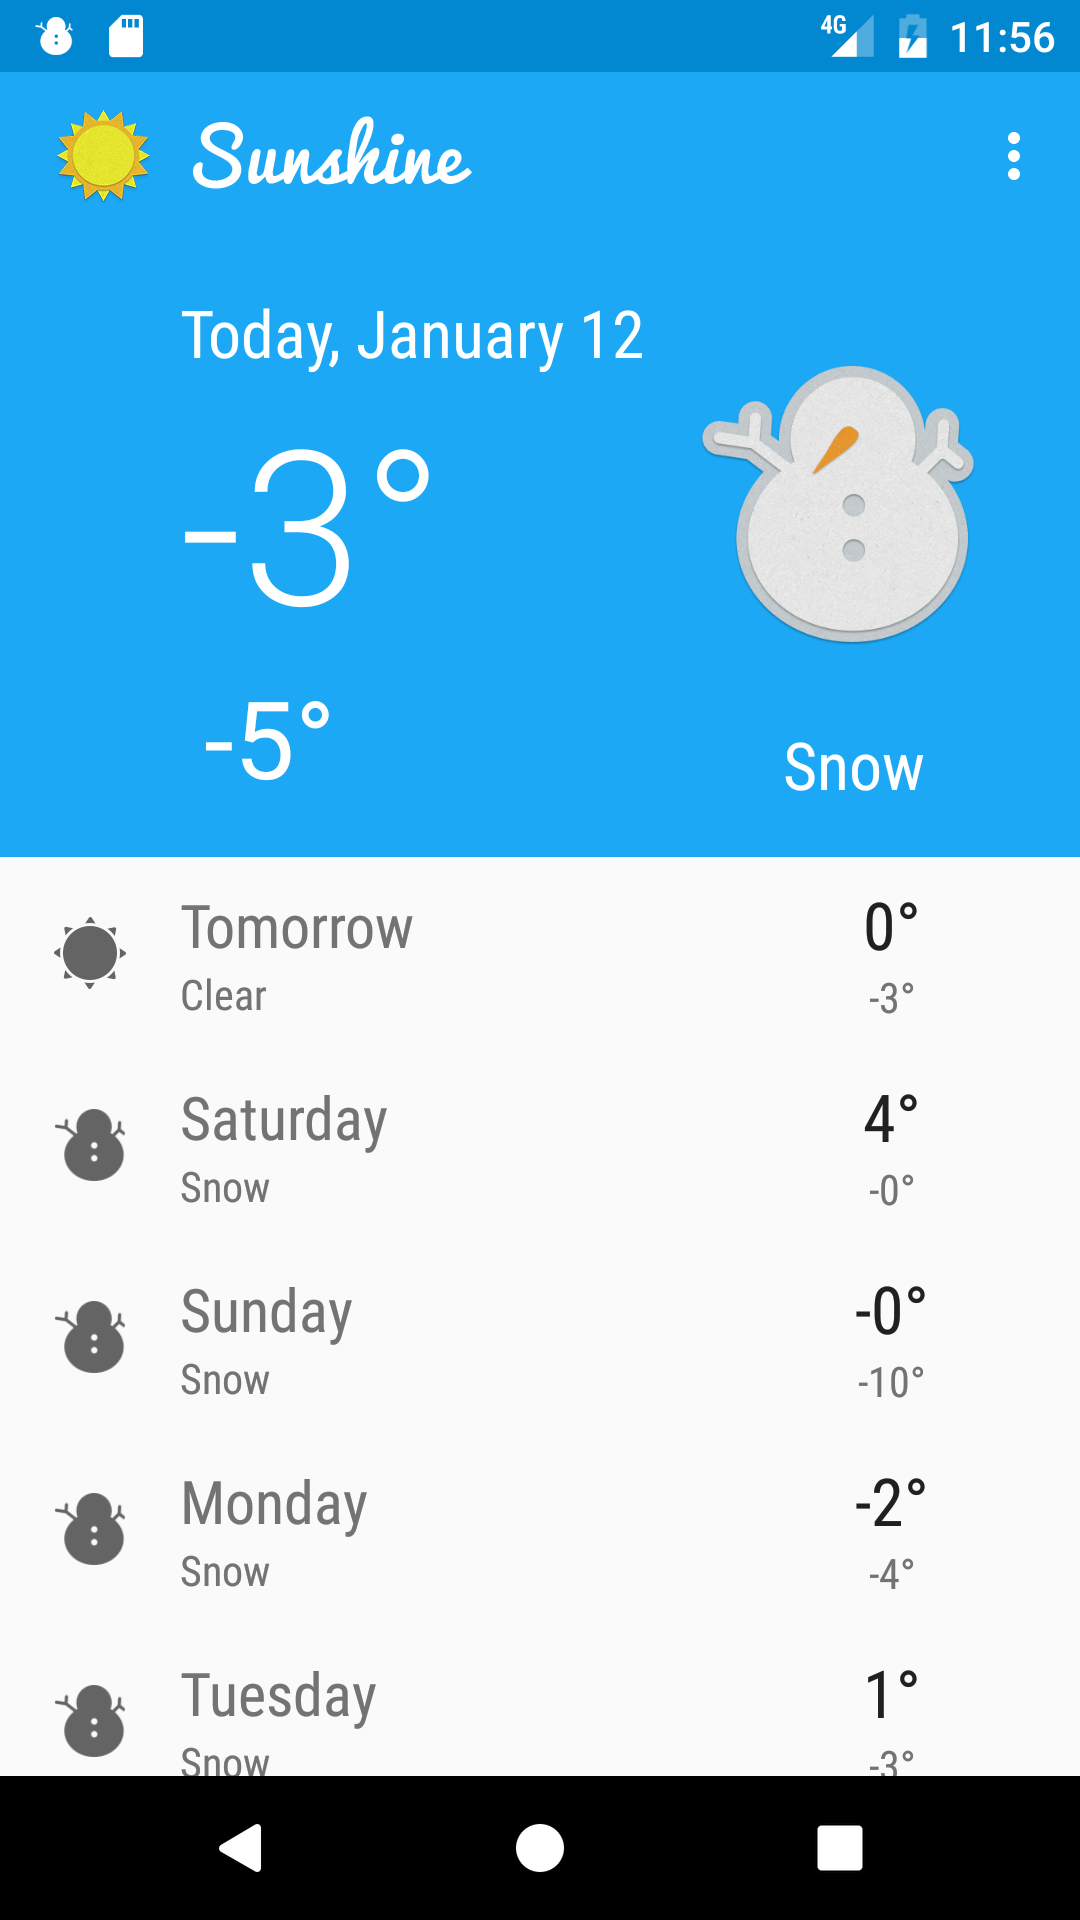 4G 11:56
Sunshine
Today, January 12
-3°
-5°
Snow
Tomorrow 0°
Clear -3°
Saturday 4°
Snow -0°
Sunday -0°
Snow -10°
Monday -2°
Snow -4°
Tuesday 1°
Snow -3°